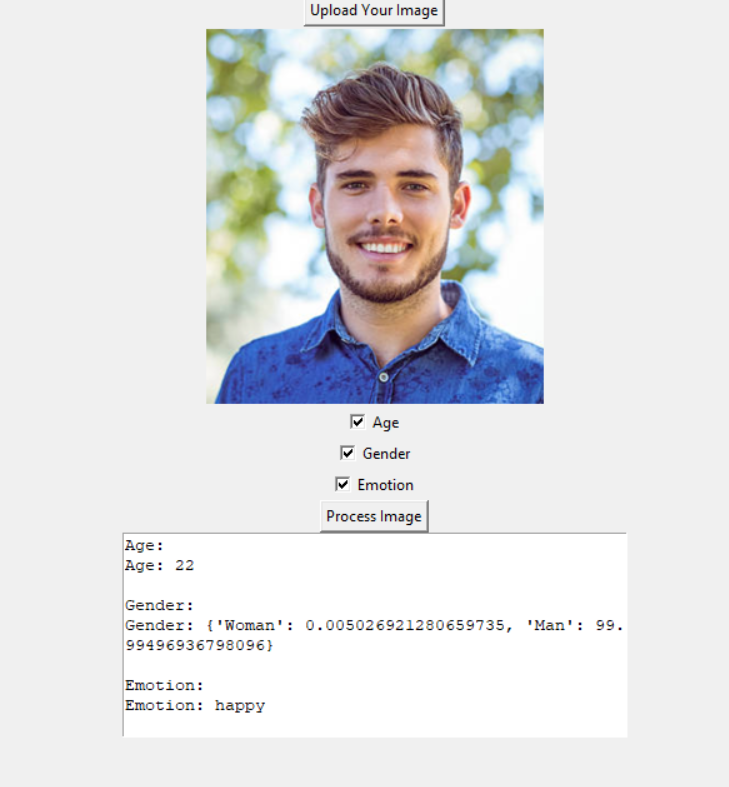 Upload Your Image
Age
Gender
Emotion
Process Image
Age:
Age: 22
Gender:
Gender: {'Woman': 0.005026921280659735, 'Man': 99.
99496936798096}
Emotion:
Emotion: happy